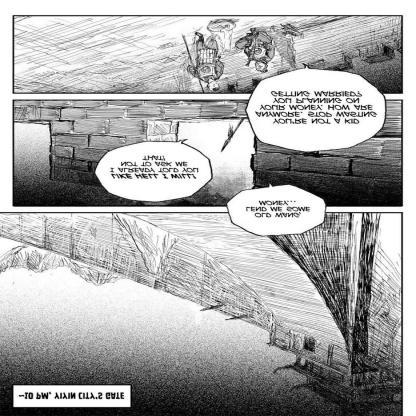 ~10 PM, YIYIN CITY'S GATE
OLD WANG,
LEND ME SOME
MONEY...
LIKE HELL I WILL!
I ALREADY TOLD YOU
NOT TO ASK ME
THAT!
YOU'RE NOT A KID
ANYMORE. STOP WASTING
YOUR MONEY. HOW ARE
YOU PLANNING ON
GETTING MARRIED?